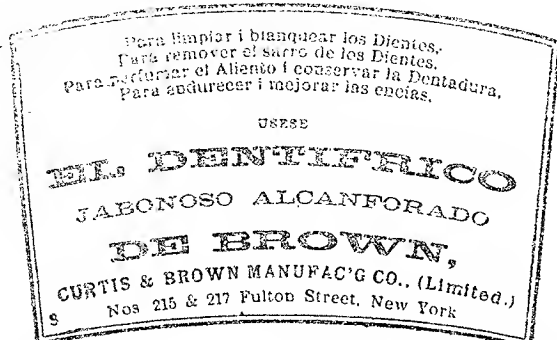 Para limpiar i blanquear los Dientes,
Para remover el sarro de los Dientes,
Para perfumar el Aliento i conservar la Dentadura,
Para endurecer i mejorar las encías,
USESE
EL DENTIFRICO
JABONOSO ALCANFORADO
DE BROWN,
CURTIS & BROWN MANUFAC'G CO., (Limited.)
S Nos 215 & 217 Fulton Street, New York